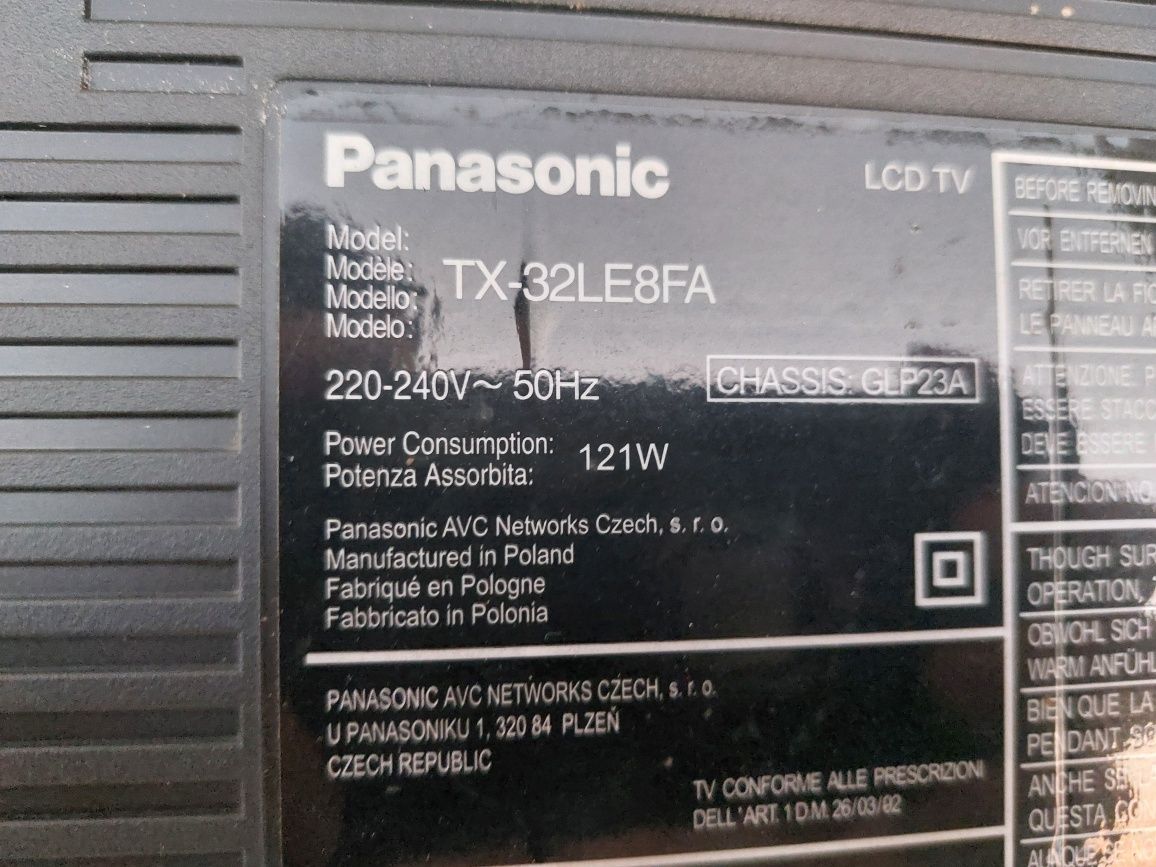 Panasonic
LCD TV
Model:
Modèle:
Modello:
Modelo:
TX-32LE8FA
220-240V~ 50Hz
CHASSIS: GLP23A
Power Consumption:
Potenza Assorbita:
121W
Panasonic AVC Networks Czech, s. r. o.
Manufactured in Poland
Fabriqué en Pologne
Fabbricato in Polonia
PANASONIC AVC NETWORKS CZECH, s. r. o.
U PANASONIKU 1, 320 84 PLZEŇ
CZECH REPUBLIC
TV CONFORME ALLE PRESCRIZIONI
DELL'ART. 1 D.M. 26/03/92
BEFORE REMOVIN
VOR ENTFERNEN
RETIRER LA FIC
LE PANNEAU
ATTENZIONE: P
ESSERE STACC
DEVE ESSERE
ATENCION NO
THOUGH SUR
OPERATION,
OBWOHL SICH
WARM ANFÜHL
BIEN QUE LA
PENDANT
ANCHE
QUESTA
AUNQUE